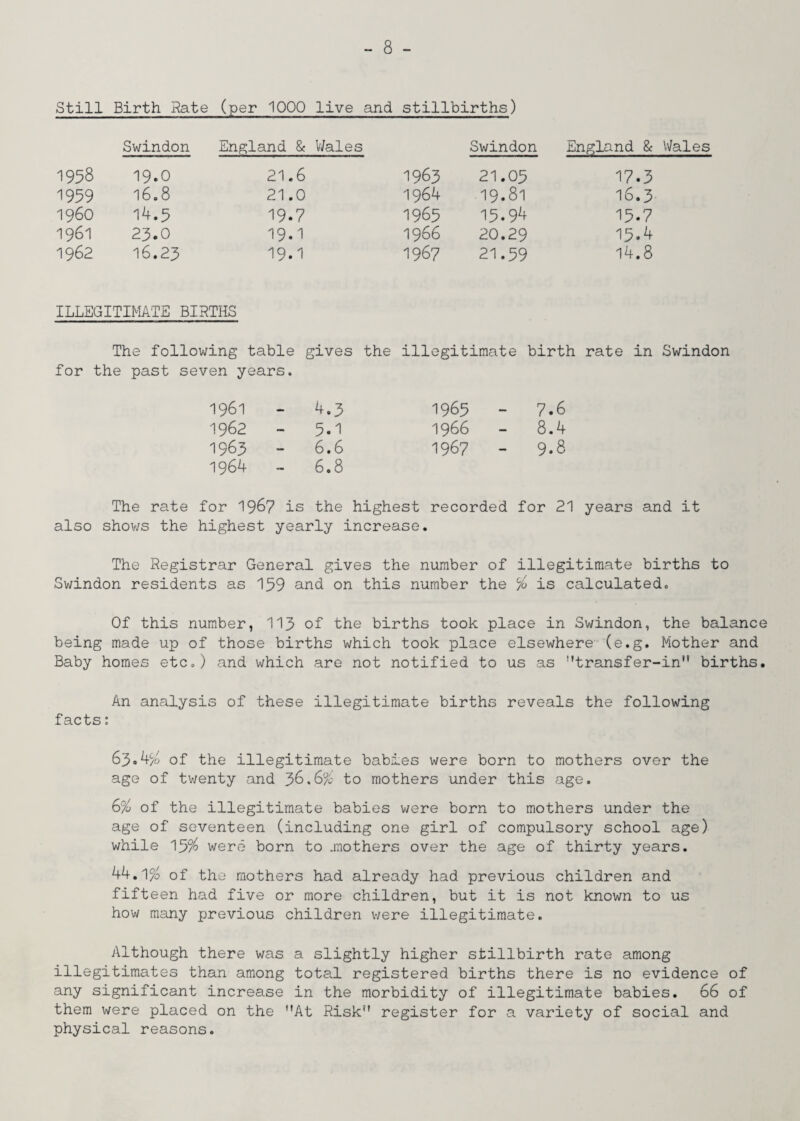 - 8 -
Still Birth Rate (per 1000 live and stillbirths)
Swindon England & Wales Swindon England & Wales
1958 19.0 21.6 1963 21.05 17.3
1959 16.8 21.0 1964 19.81 16.3
1960 14.5 19.7 1965 15.94 15.7
1961 23.0 19.1 1966 20.29 15.4
1962 16.23 19.1 1967 21.59 14.8
ILLEGITIMATE BIRTHS
The following table gives the illegitimate birth rate in Swindon
for the past seven years.
1961 - 4.3 1965 - 7.6
1962 - 5.1 1966 - 8.4
1963 - 6.6 1967 - 9.8
1964 - 6.8
The rate for 1967 is the highest recorded for 21 years and it
also shows the highest yearly increase.
The Registrar General gives the number of illegitimate births to
Swindon residents as 159 and on this number the % is calculated.
Of this number, 113 of the births took place in Swindon, the balance
being made up of those births which took place elsewhere (e.g. Mother and
Baby homes etc.) and which are not notified to us as "transfer-in" births.
An analysis of these illegitimate births reveals the following
facts:
63.4% of the illegitimate babies were born to mothers over the
age of twenty and 36.6% to mothers under this age.
6% of the illegitimate babies were born to mothers under the
age of seventeen (including one girl of compulsory school age)
while 15% were born to mothers over the age of thirty years.
44.1% of the mothers had already had previous children and
fifteen had five or more children, but it is not known to us
how many previous children were illegitimate.
Although there was a slightly higher stillbirth rate among
illegitimates than among total registered births there is no evidence of
any significant increase in the morbidity of illegitimate babies. 66 of
them were placed on the "At Risk" register for a variety of social and
physical reasons.